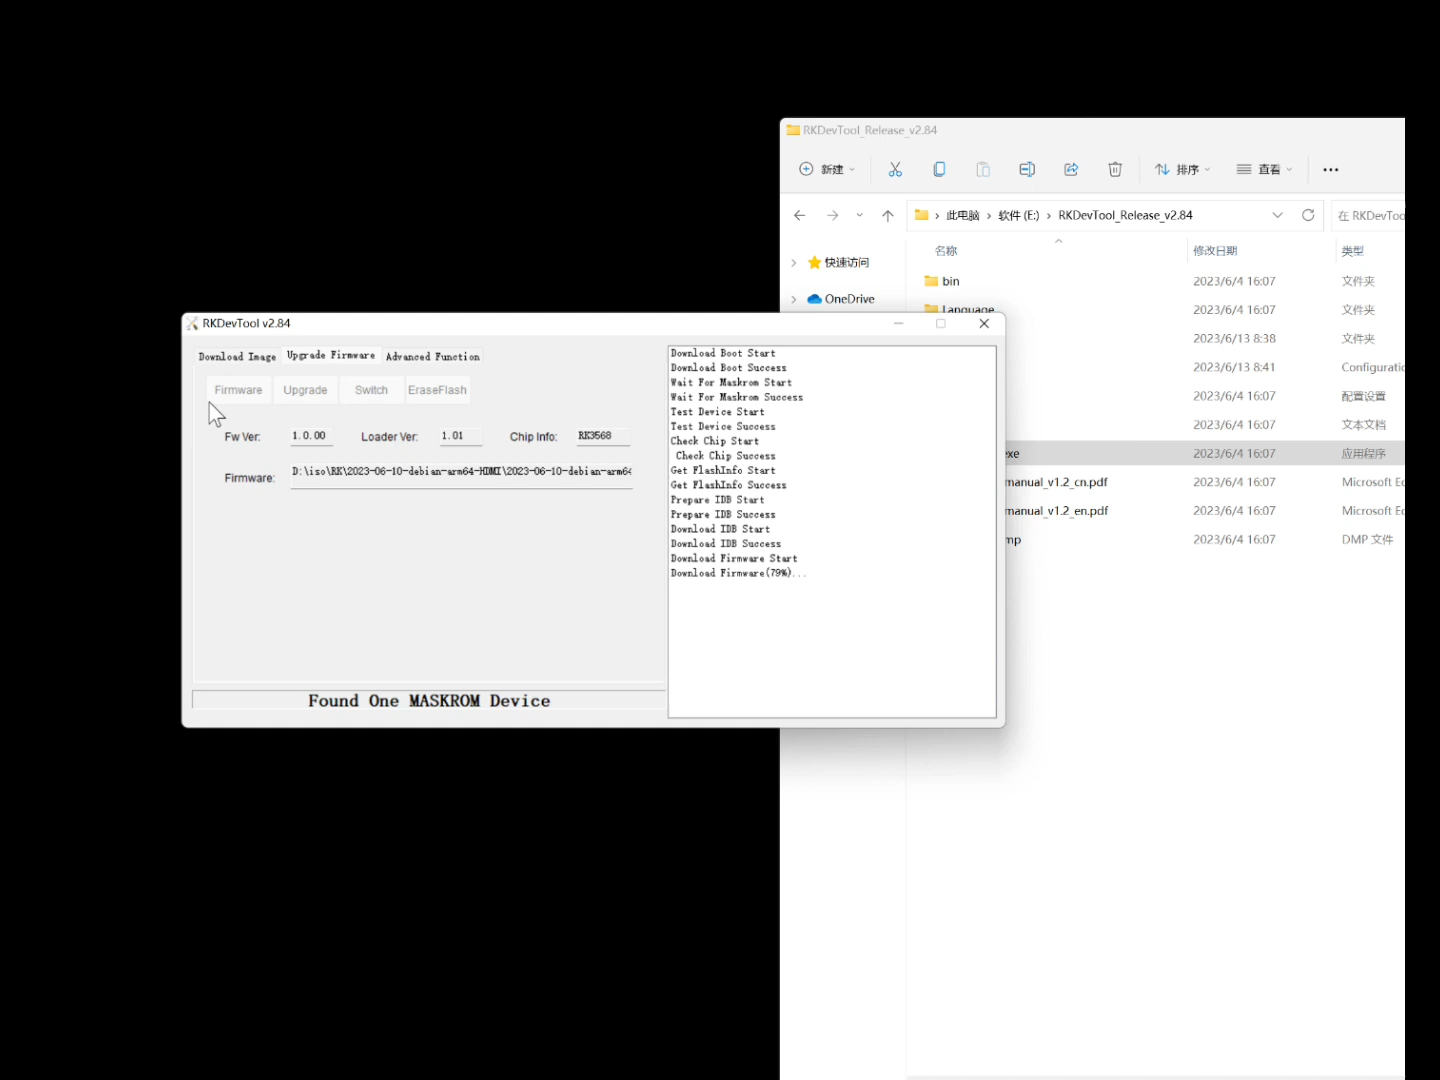 RKDevTool_Release_v2.84
新建
排序
查看
此电脑 › 软件 (E:) › RKDevTool_Release_v2.84
在 RKDevToo
名称
修改日期
类型
快速访问
bin
2023/6/4 16:07
文件夹
OneDrive
Language
2023/6/4 16:07
文件夹
2023/6/13 8:38
文件夹
2023/6/13 8:41
Configuratio
2023/6/4 16:07
配置设置
2023/6/4 16:07
文本文档
exe
2023/6/4 16:07
应用程序
manual_v1.2_cn.pdf
2023/6/4 16:07
Microsoft Ed
manual_v1.2_en.pdf
2023/6/4 16:07
Microsoft Ed
mp
2023/6/4 16:07
DMP 文件
RKDevTool v2.84
Download Image
Upgrade Firmware
Advanced Function
Firmware
Upgrade
Switch
EraseFlash
Fw Ver:
1.0.00
Loader Ver:
1.01
Chip Info:
RK3568
Firmware:
D:\iso\RK\2023-06-10-debian-arm64-HDMI\2023-06-10-debian-arm64
Found One MASKROM Device
Download Boot Start
Download Boot Success
Wait For Maskrom Start
Wait For Maskrom Success
Test Device Start
Test Device Success
Check Chip Start
Check Chip Success
Get FlashInfo Start
Get FlashInfo Success
Prepare IDB Start
Prepare IDB Success
Download IDB Start
Download IDB Success
Download Firmware Start
Download Firmware(79%)...